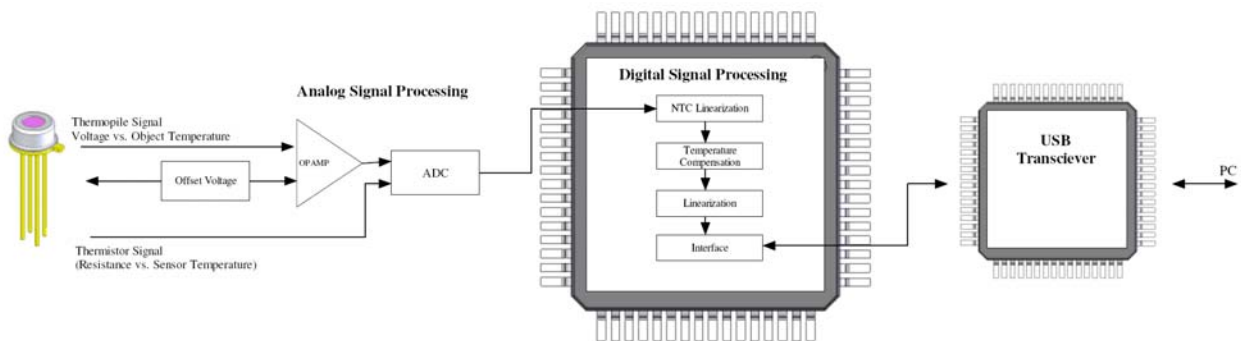 Analog Signal Processing
Thermopile Signal
Voltage vs. Object Temperature
OPAMP
Offset Voltage
ADC
Thermistor Signal
(Resistance vs. Sensor Temperature)
Digital Signal Processing
NTC Linearization
Temperature
Compensation
Linearization
Interface
USB
Transciever
PC